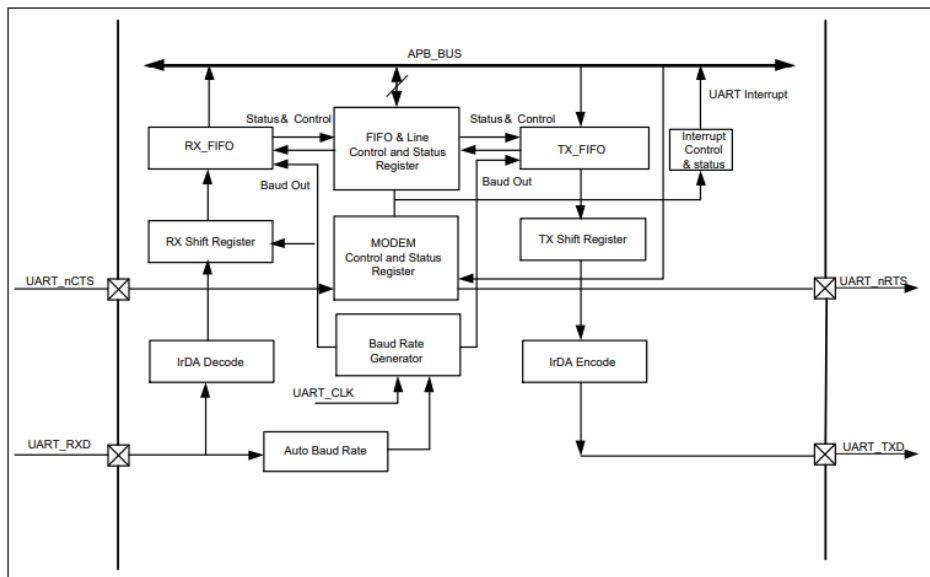 APB_BUS
UART Interrupt
Status & Control
Status & Control
RX_FIFO
FIFO & Line
Control and Status
Register
TX_FIFO
Interrupt
Control
& status
Baud Out
Baud Out
RX Shift Register
MODEM
Control and Status
Register
TX Shift Register
UART_nCTS
UART_nRTS
IrDA Decode
Baud Rate
Generator
IrDA Encode
UART_CLK
UART_RXD
Auto Baud Rate
UART_TXD